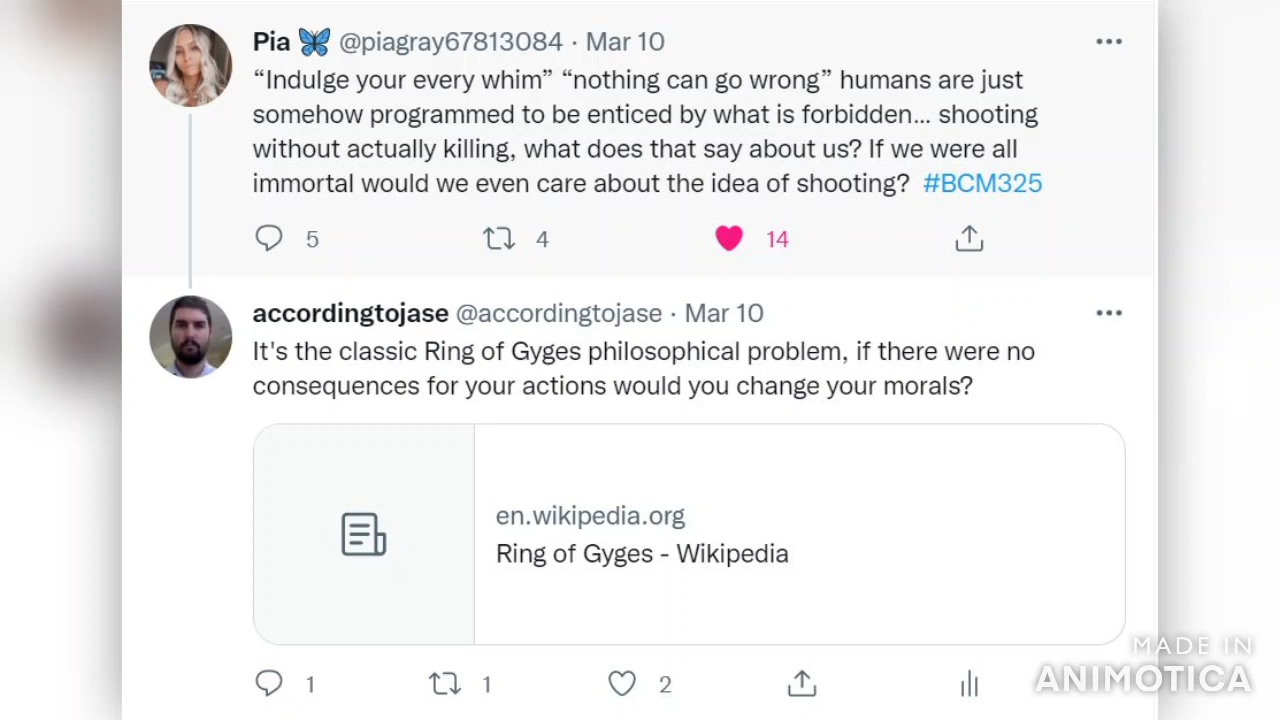 Pia 🦋 @piagray67813084 · Mar 10
“Indulge your every whim” “nothing can go wrong” humans are just
somehow programmed to be enticed by what is forbidden... shooting
without actually killing, what does that say about us? If we were all
immortal would we even care about the idea of shooting? #BCM325
5 4 14
accordingtojase @accordingtojase · Mar 10
It's the classic Ring of Gyges philosophical problem, if there were no
consequences for your actions would you change your morals?
en.wikipedia.org
Ring of Gyges - Wikipedia
1 1 2
MADE IN
ANIMOTICA